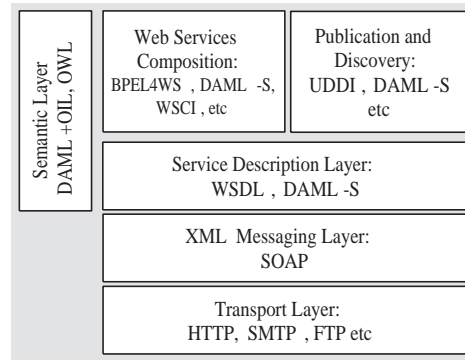 Semantic Layer
DAML +OIL, OWL
Web Services
Composition:
BPEL4WS , DAML -S,
WSCI , etc
Publication and
Discovery:
UDDI , DAML -S
etc
Service Description Layer:
WSDL , DAML -S
XML Messaging Layer:
SOAP
Transport Layer:
HTTP, SMTP , FTP etc